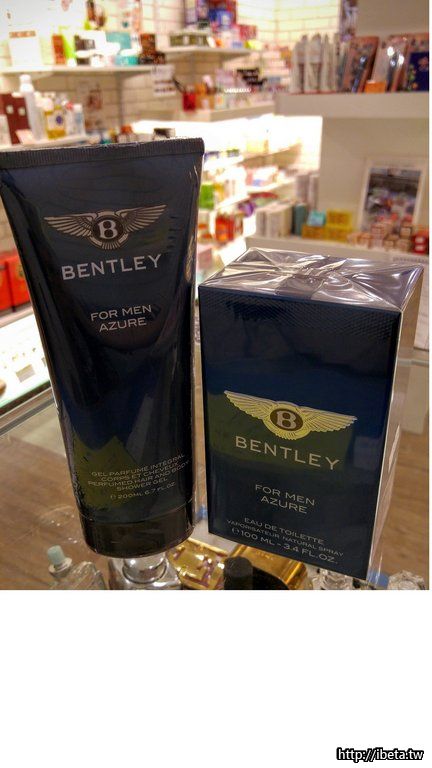 B
BENTLEY
FOR MEN
AZURE
GEL-PARFUME INTÉGRAL
CORPS ET CHEVEUX
PERFUMED HAIR AND BODY
SHOWER GEL
e 200ML 6.7 FL.OZ.
B
BENTLEY
FOR MEN
AZURE
EAU DE TOILETTE
VAPORISATEUR NATURAL SPRAY
e 100 ML - 3.4 FL.OZ.
http://ibeta.tw